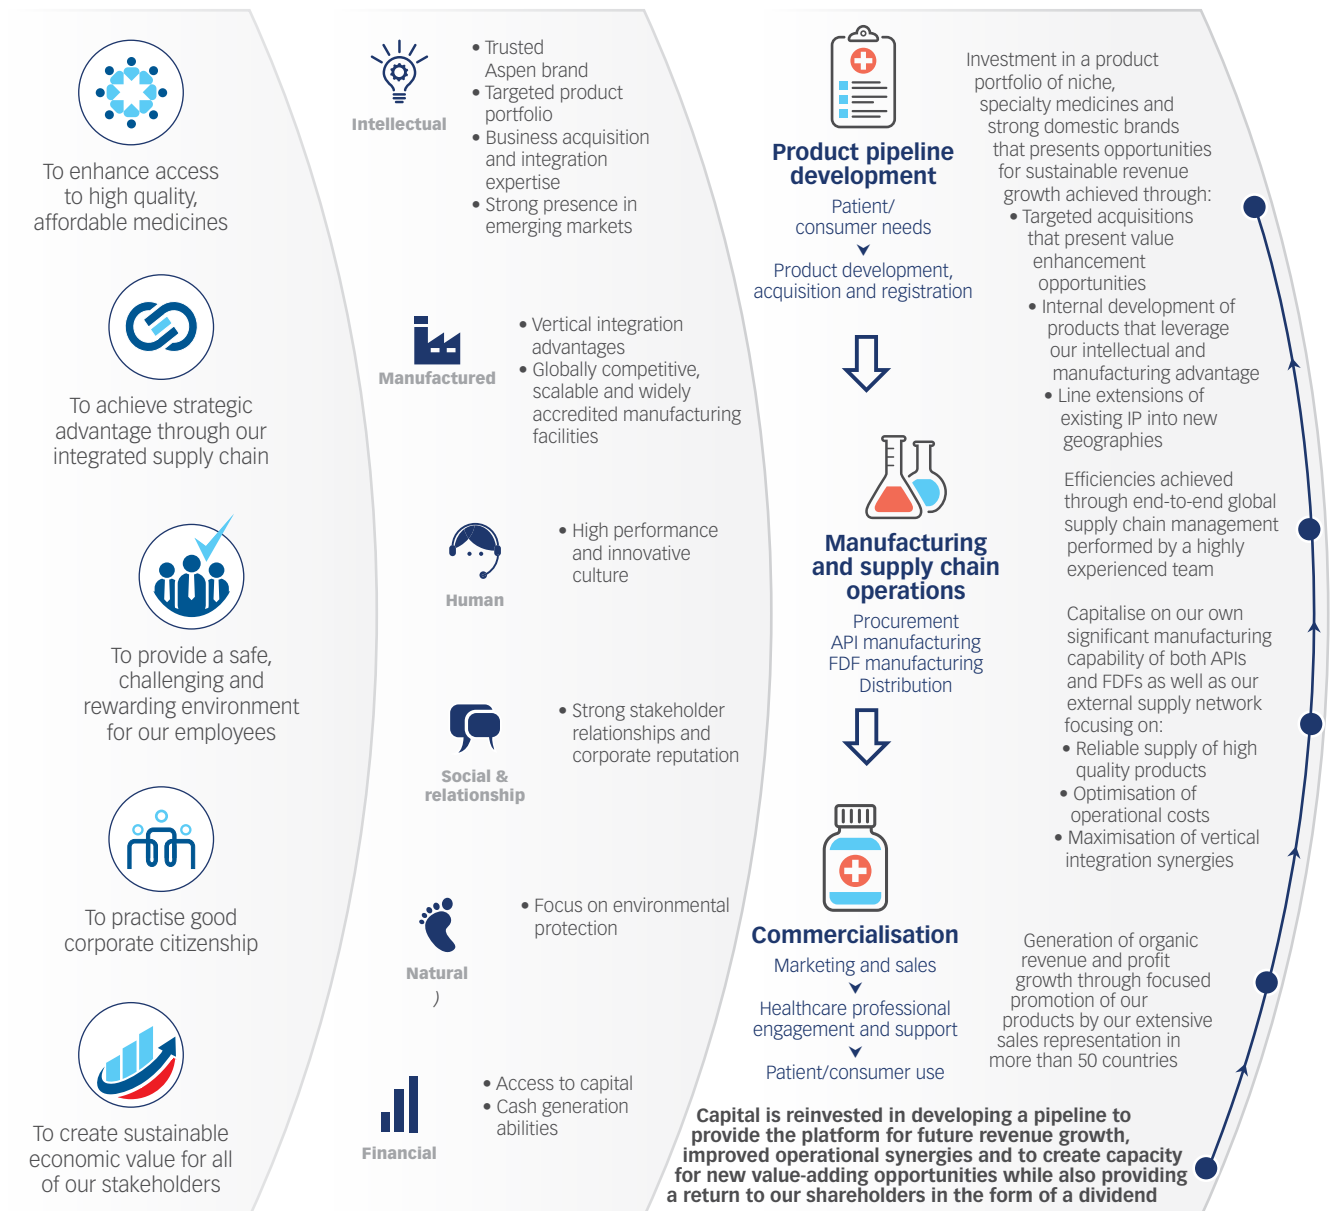 To enhance access
to high quality,
affordable medicines
To achieve strategic
advantage through our
integrated supply chain
To provide a safe,
challenging and
rewarding environment
for our employees
To practise good
corporate citizenship
To create sustainable
economic value for all
of our stakeholders
Intellectual
• Trusted
Aspen brand
• Targeted product
portfolio
• Business acquisition
and integration
expertise
• Strong presence in
emerging markets
Manufactured
• Vertical integration
advantages
• Globally competitive,
scalable and widely
accredited manufacturing
facilities
Human
• High performance
and innovative
culture
Social &
relationship
• Strong stakeholder
relationships and
corporate reputation
Natural
)
• Focus on environmental
protection
Financial
• Access to capital
• Cash generation
abilities
Product pipeline
development
Patient/
consumer needs
Product development,
acquisition and registration
Manufacturing
and supply chain
operations
Procurement
API manufacturing
FDF manufacturing
Distribution
Commercialisation
Marketing and sales
Healthcare professional
engagement and support
Patient/consumer use
Investment in a product
portfolio of niche,
specialty medicines and
strong domestic brands
that presents opportunities
for sustainable revenue
growth achieved through:
• Targeted acquisitions
that present value
enhancement
opportunities
• Internal development of
products that leverage
our intellectual and
manufacturing advantage
• Line extensions of
existing IP into new
geographies
Efficiencies achieved
through end-to-end global
supply chain management
performed by a highly
experienced team
Capitalise on our own
significant manufacturing
capability of both APIs
and FDFs as well as our
external supply network
focusing on:
• Reliable supply of high
quality products
• Optimisation of
operational costs
• Maximisation of vertical
integration synergies
Generation of organic
revenue and profit
growth through focused
promotion of our
products by our extensive
sales representation in
more than 50 countries
Capital is reinvested in developing a pipeline to
provide the platform for future revenue growth,
improved operational synergies and to create capacity
for new value-adding opportunities while also providing
a return to our shareholders in the form of a dividend